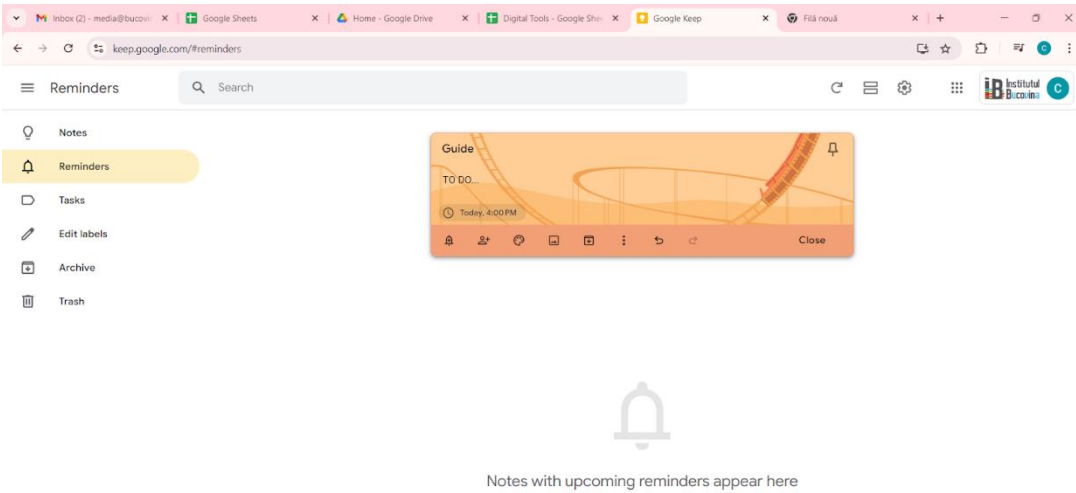 Inbox (2) - media@bucovi
Google Sheets
Home - Google Drive
Digital Tools - Google She
Google Keep
Filă nouă
keep.google.com/#reminders
Reminders
Search
Institutul
Bucovina
C
Notes
Reminders
Tasks
Edit labels
Archive
Trash
Guide
TO DO...
Today, 4:00 PM
Close
Notes with upcoming reminders appear here